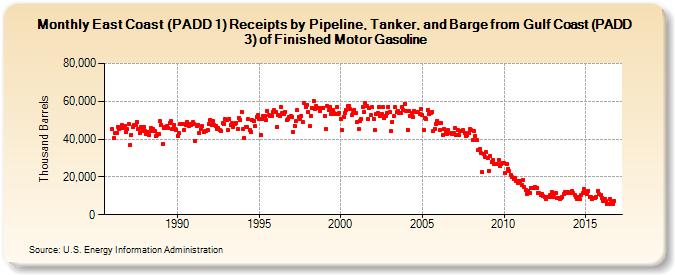 Monthly East Coast (PADD 1) Receipts by Pipeline, Tanker, and Barge from Gulf Coast (PADD
3) of Finished Motor Gasoline
Thousand Barrels
80,000
60,000
40,000
20,000
0
1990 1995 2000 2005 2010 2015
Source: U.S. Energy Information Administration